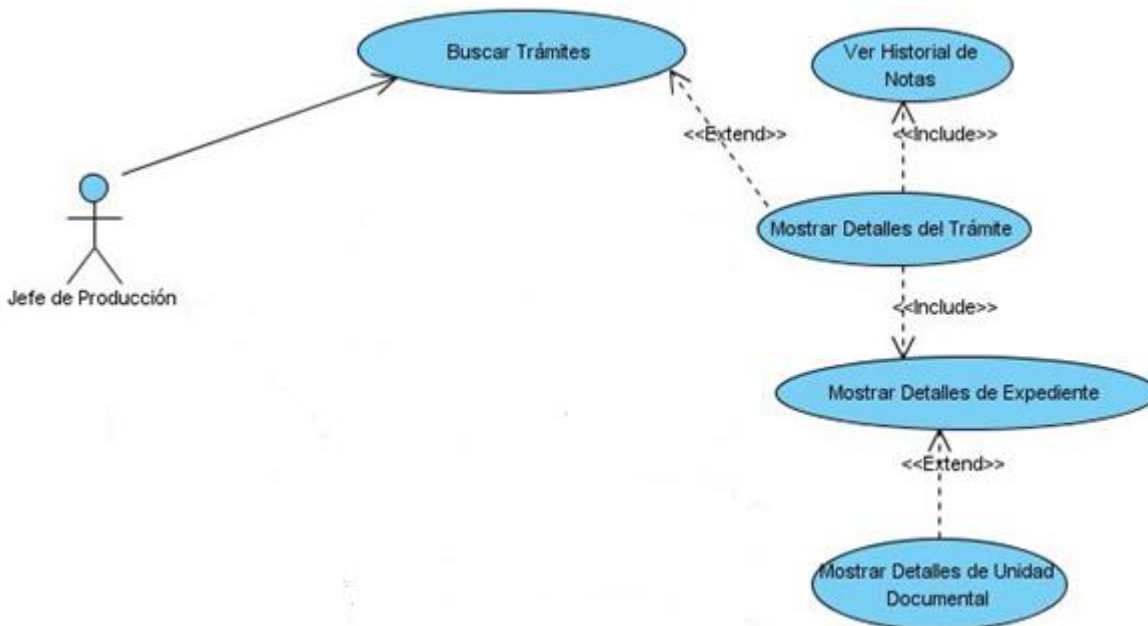 Buscar Trámites
Ver Historial de
Notas
<<Extend>>
<<Include>>
Mostrar Detalles del Trámite
Jefe de Producción
<<Include>>
Mostrar Detalles de Expediente
<<Extend>>
Mostrar Detalles de Unidad
Documental